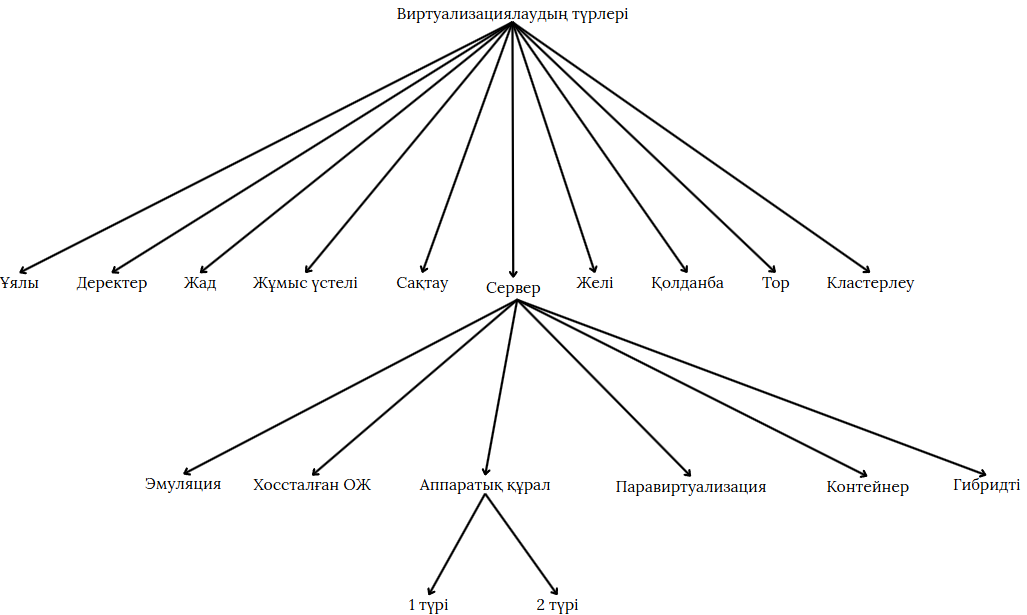 Виртуализациялаудың түрлері
Ұялы
Деректер
Жад
Жұмыс үстелі
Сақтау
Сервер
Желі
Қолданба
Тор
Кластерлеу
Эмуляция
Хоссталған ОЖ
Аппаратық құрал
Паравиртуализация
Контейнер
Гибридті
1 түрі
2 түрі